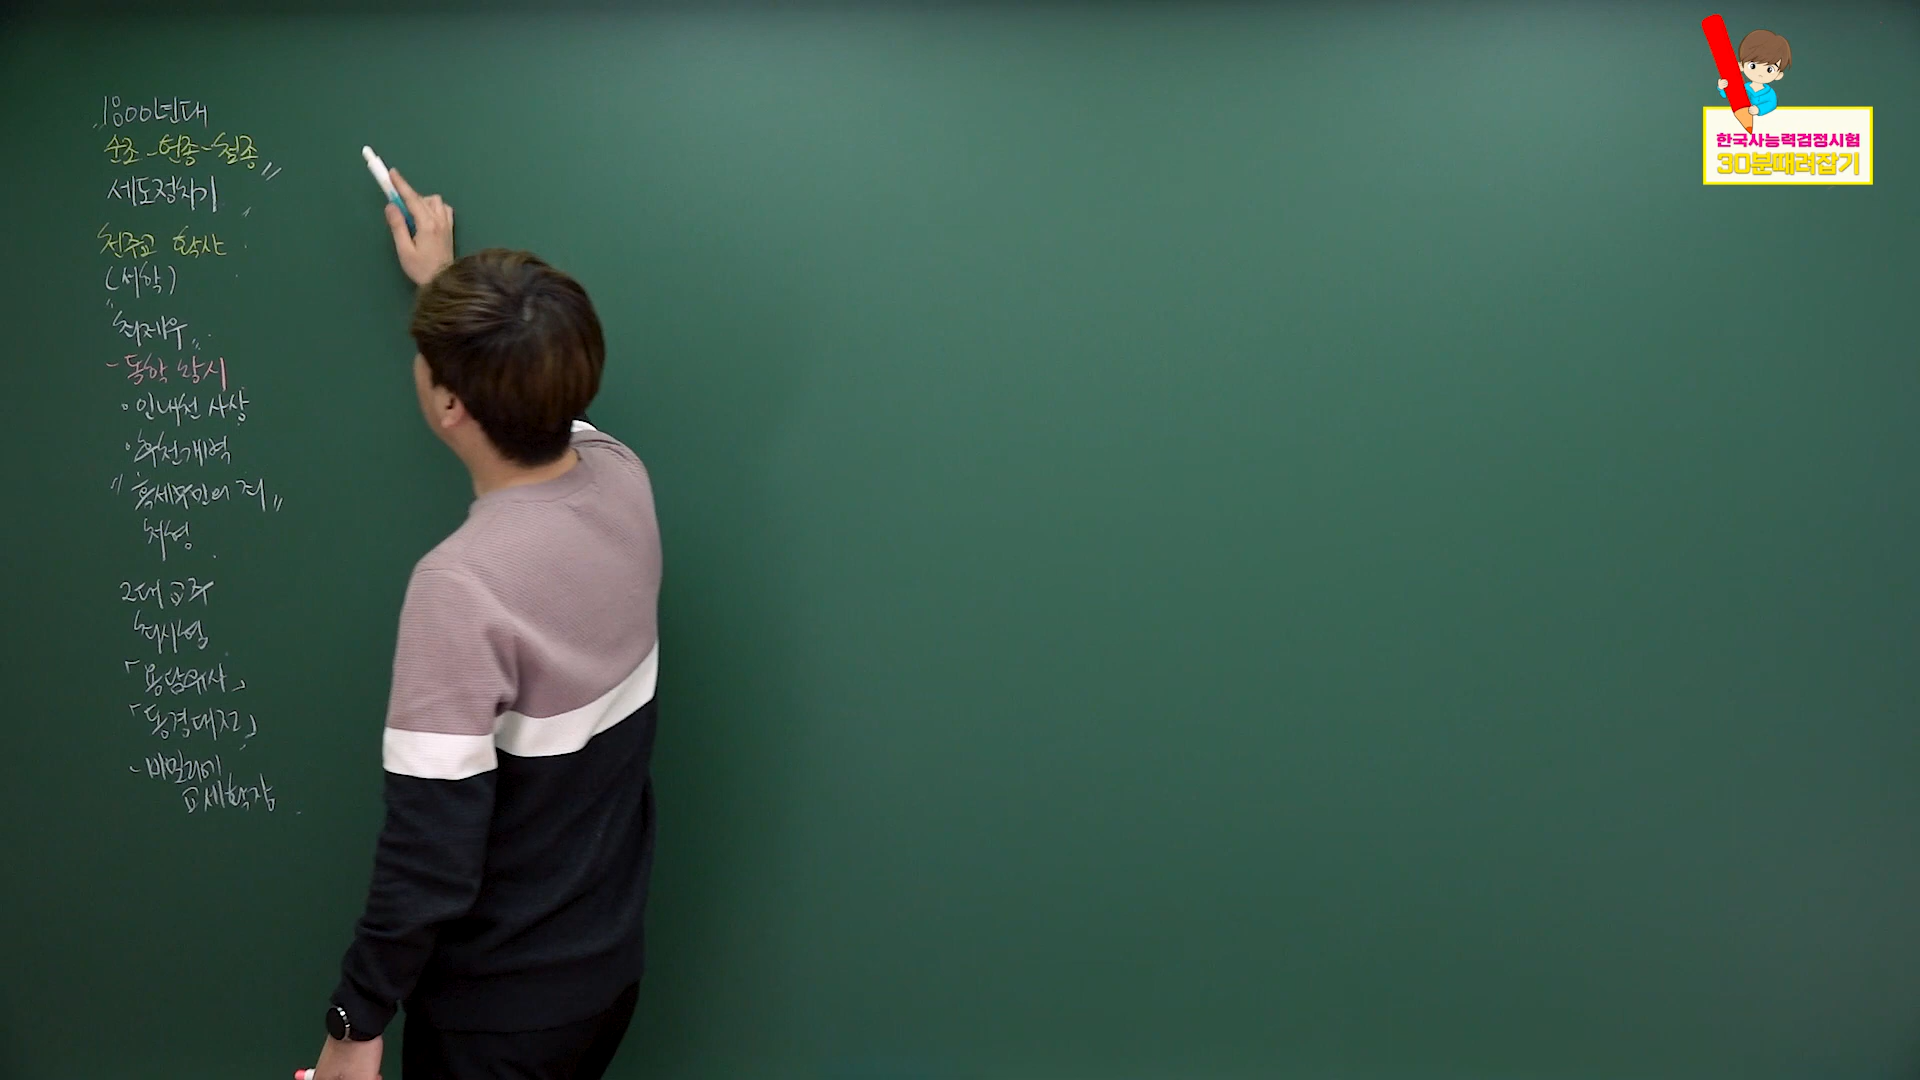 1800년대
순조-헌종-철종
세도정치기
천주교 확산
(서학)
최제우
-동학 창시
◦인내천 사상
◦후천개벽
"혹세무민의 죄"
처형
2대 교주
최시형
「용담유사」
「동경대전」
-비밀리에
교세확장
한국사능력검정시험
30분때려잡기